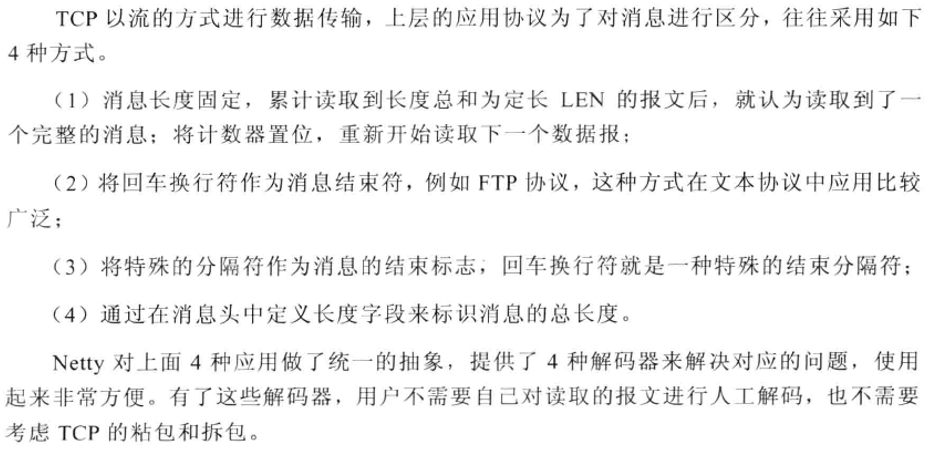 TCP 以流的方式进行数据传输，上层的应用协议为了对消息进行区分，往往采用如下
4 种方式。
（1）消息长度固定，累计读取到长度总和为定长 LEN 的报文后，就认为读取到了一
个完整的消息；将计数器置位，重新开始读取下一个数据报；
（2）将回车换行符作为消息结束符，例如 FTP 协议，这种方式在文本协议中应用比较
广泛；
（3）将特殊的分隔符作为消息的结束标志，回车换行符就是一种特殊的结束分隔符；
（4）通过在消息头中定义长度字段来标识消息的总长度。
Netty 对上面 4 种应用做了统一的抽象，提供了 4 种解码器来解决对应的问题，使用
起来非常方便。有了这些解码器，用户不需要自己对读取的报文进行人工解码，也不需要
考虑 TCP 的粘包和拆包。